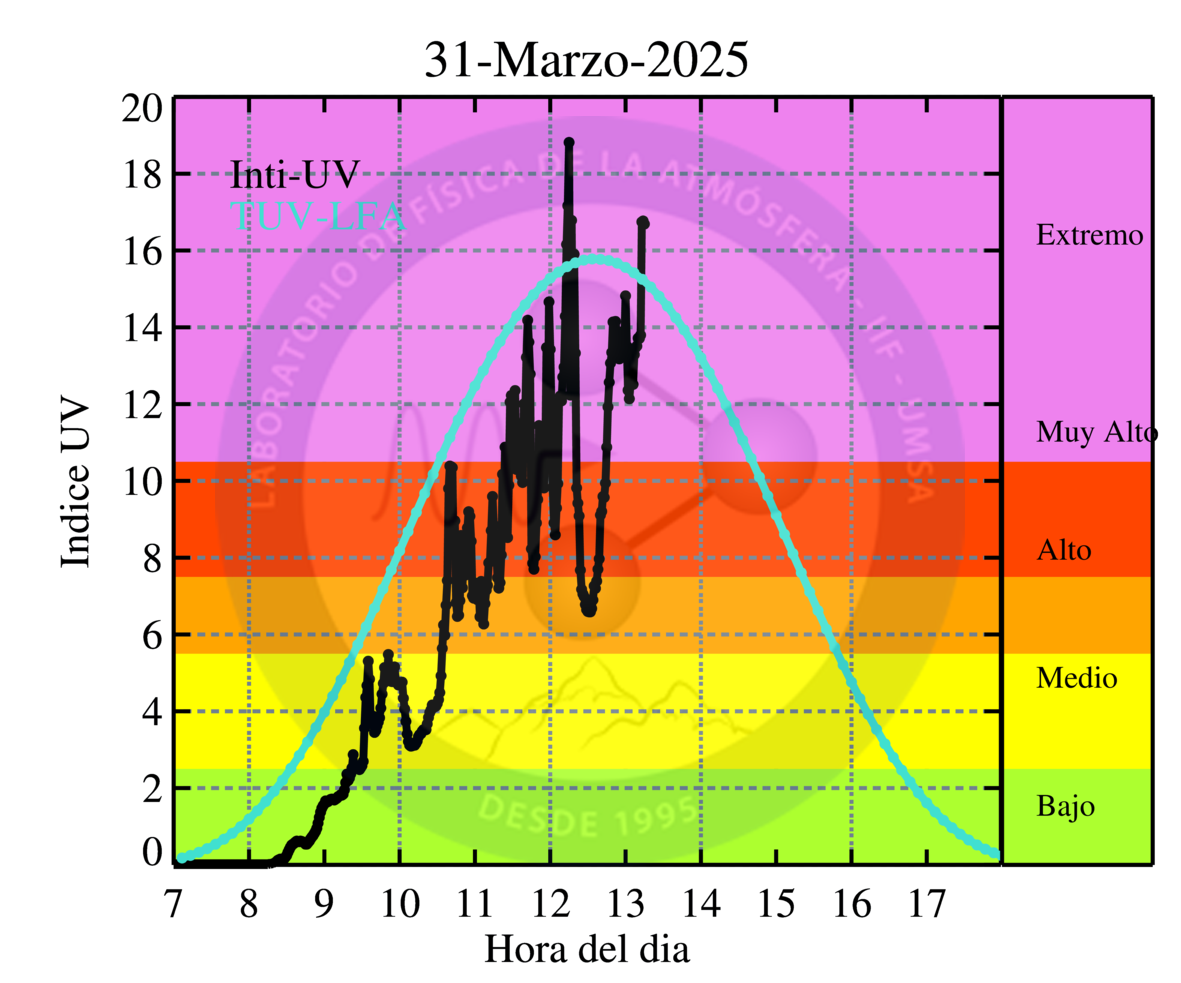 31-Marzo-2025
Inti-UV
TUV-LFA
LABORATORIO DE FÍSICA DE LA ATMÓSFERA - IIF - UMSA
DESDE 1995
Indice UV
20
18
16
14
12
10
8
6
4
2
0
Extremo
Muy Alto
Alto
Medio
Bajo
7 8 9 10 11 12 13 14 15 16 17
Hora del dia